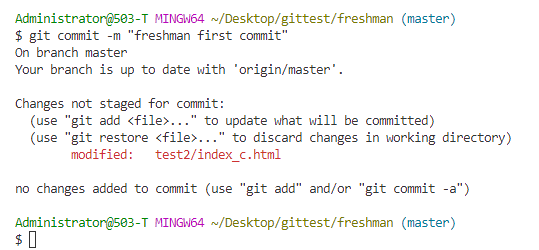 Administrator@503-T MINGW64 ~/Desktop/gittest/freshman (master)
$ git commit -m "freshman first commit"
On branch master
Your branch is up to date with 'origin/master'.

Changes not staged for commit:
  (use "git add <file>..." to update what will be committed)
  (use "git restore <file>..." to discard changes in working directory)
        modified:   test2/index_c.html

no changes added to commit (use "git add" and/or "git commit -a")

Administrator@503-T MINGW64 ~/Desktop/gittest/freshman (master)
$